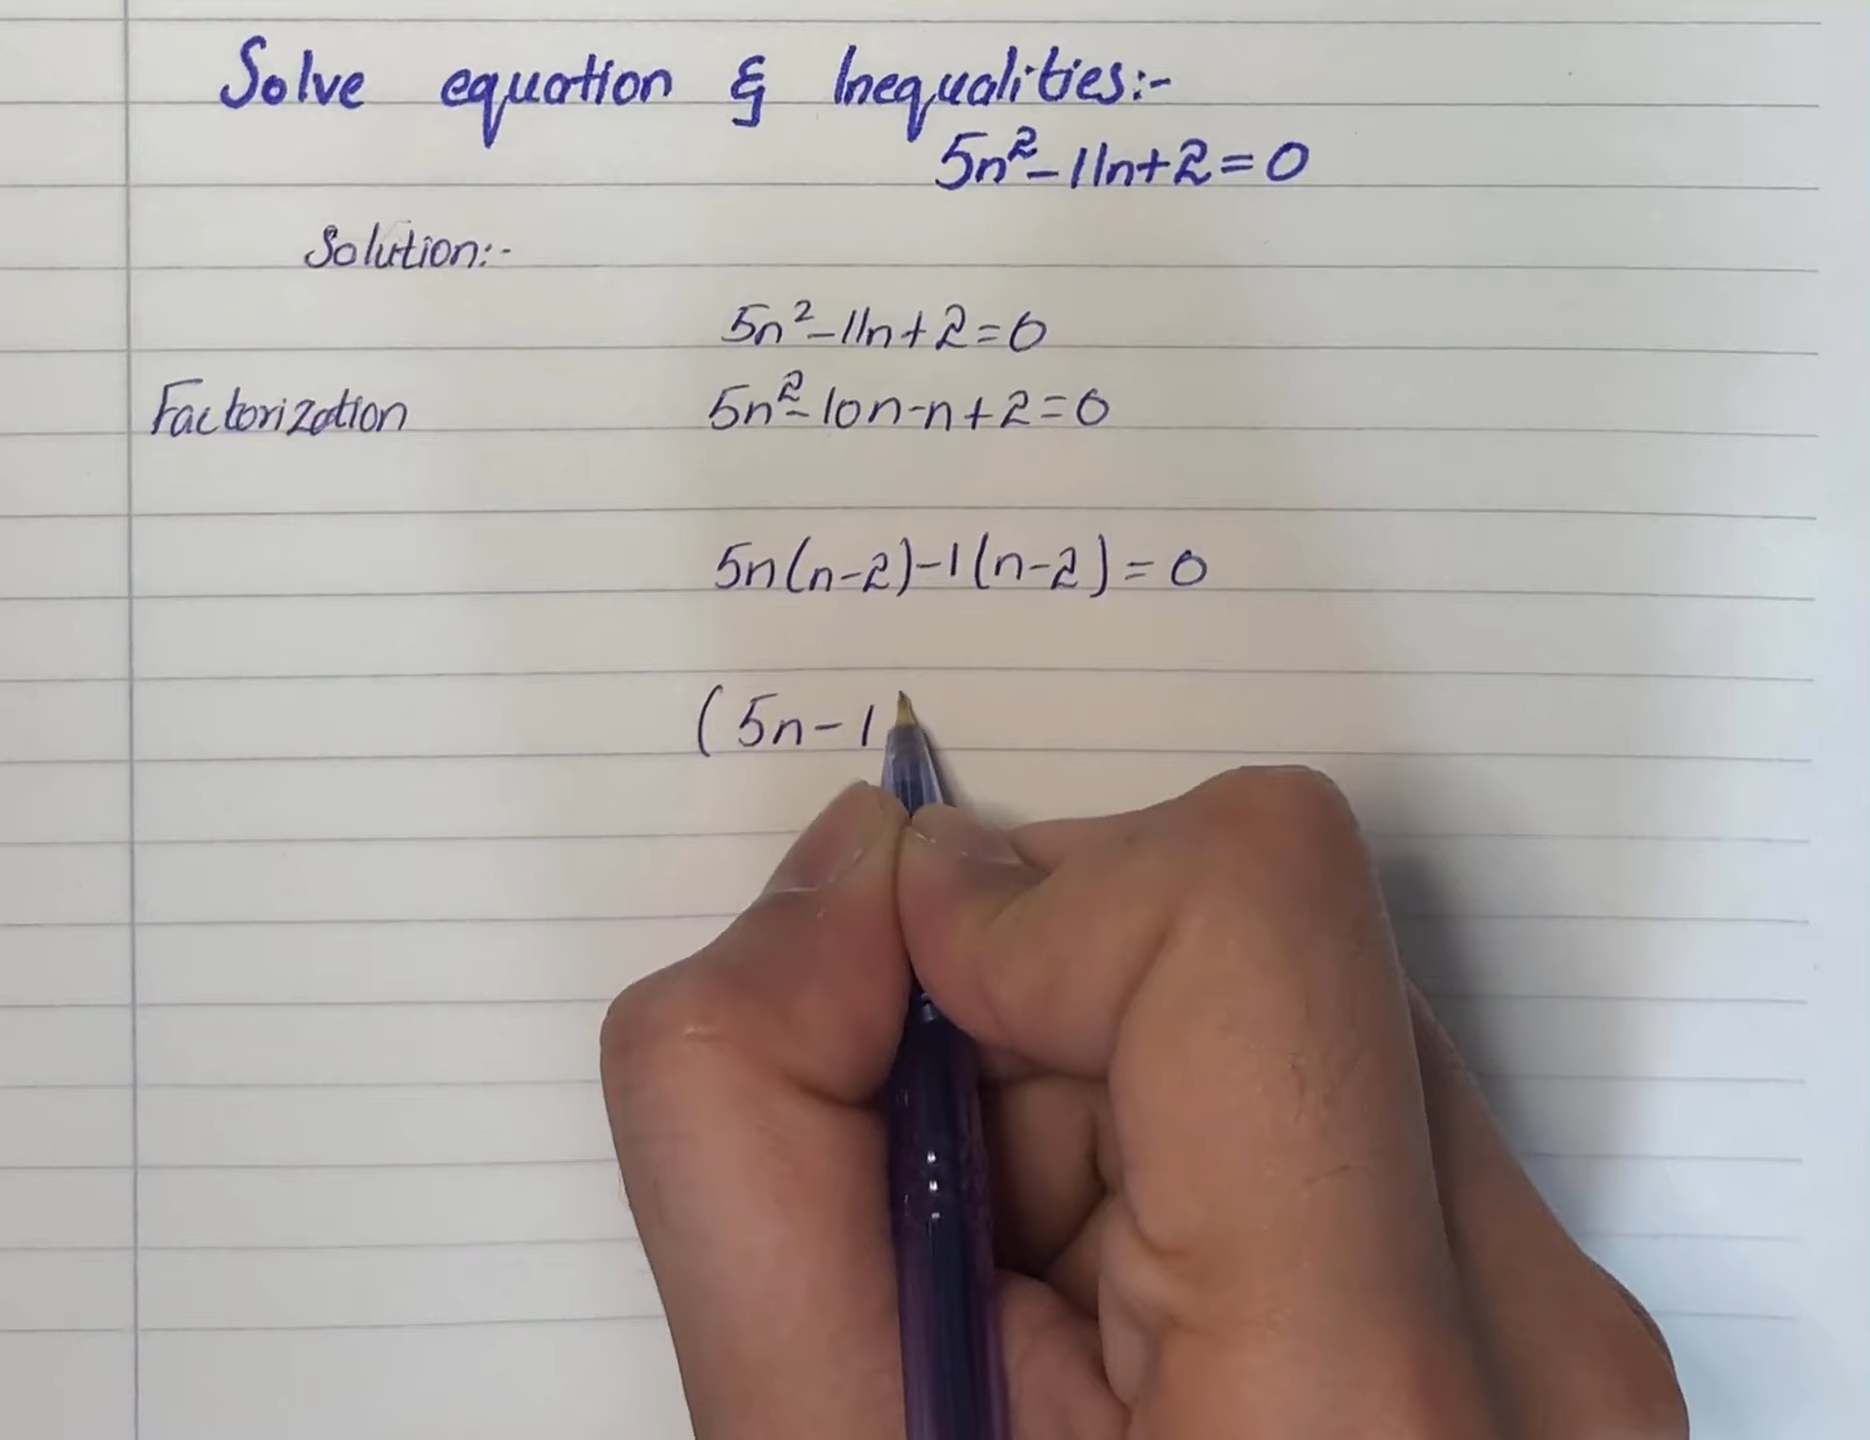 Solve equation & Inequalities:-
5n²-11n+2=0
Solution:-
5n²-11n+2=0
Factorization 5n²-10n-n+2=0
5n(n-2)-1(n-2)=0
(5n-1